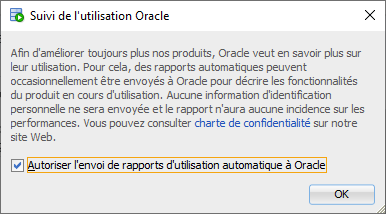 Suivi de l'utilisation Oracle
Afin d'améliorer toujours plus nos produits, Oracle veut en savoir plus sur
leur utilisation. Pour cela, des rapports automatiques peuvent
occasionnellement être envoyés à Oracle pour décrire les fonctionnalités
du produit en cours d'utilisation. Aucune information d'identification
personnelle ne sera envoyée et le rapport n'aura aucune incidence sur les
performances. Vous pouvez consulter charte de confidentialité sur notre
site Web.
Autoriser l'envoi de rapports d'utilisation automatique à Oracle
OK